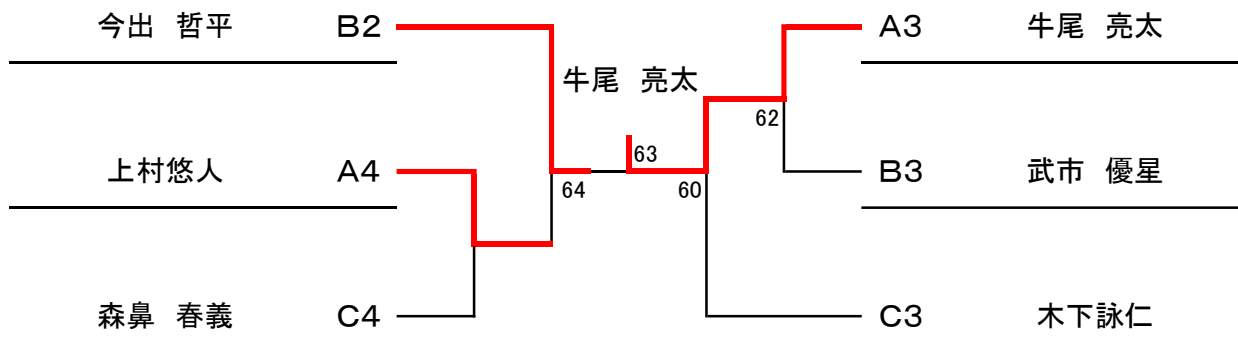 今出　哲平　B2　A3　牛尾　亮太
牛尾　亮太
62
63
上村悠人　A4　B3　武市　優星
64　60
森鼻　春義　C4　C3　木下詠仁